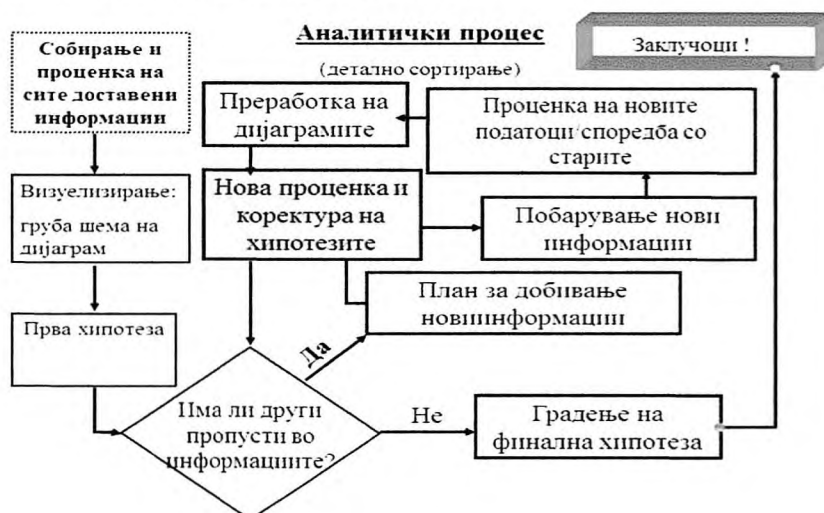 Аналитички процес
(детално сортирање)
Заклучоци !
Собирање и
проценка на
сите доставени
информации
Преработка на
дијаграмите
Проценка на новите
податоци/споредба со
старите
Визуелизирање:
груба шема на
дијаграм
Нова проценка и
коректура на
хипотезите
Побарување нови
информации
План за добивање
новиинформации
Прва хипотеза
Да
Има ли други
пропусти во
информациите?
Не
Градење на
финална хипотеза